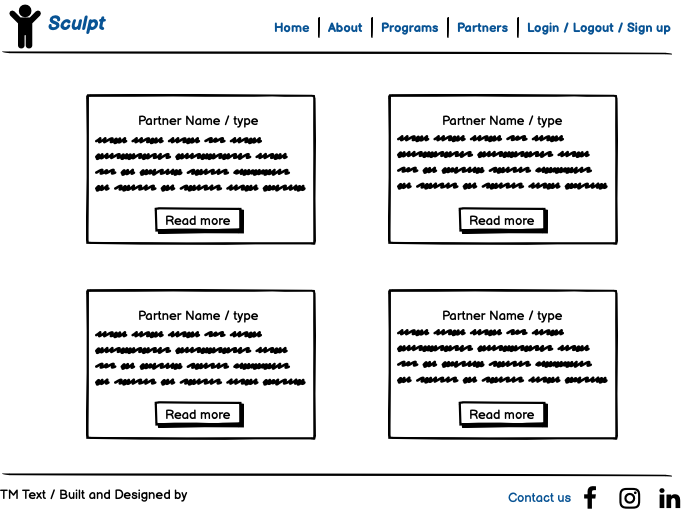 Sculpt
Home | About | Programs | Partners | Login / Logout / Sign up
Partner Name / type
Read more
Partner Name / type
Read more
Partner Name / type
Read more
Partner Name / type
Read more
TM Text / Built and Designed by
Contact us